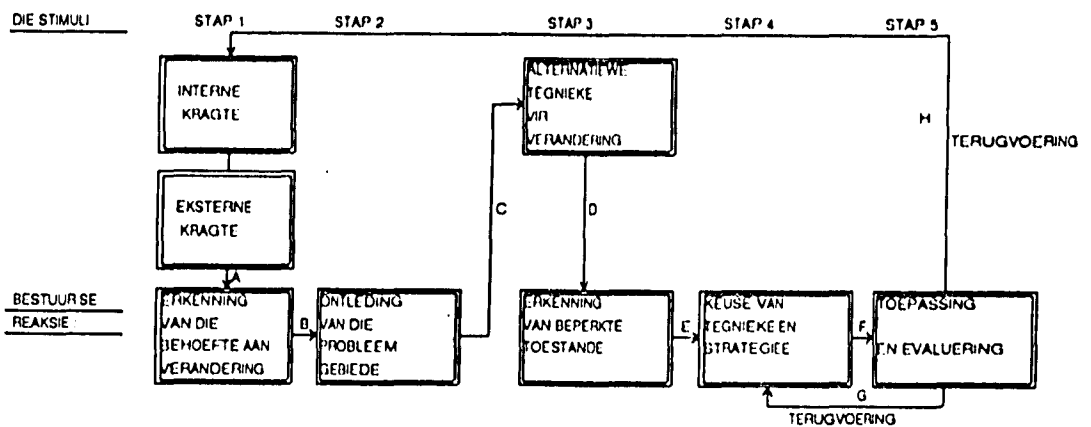 DIE STIMULI
STAP 1
STAP 2
STAP 3
STAP 4
STAP 5
INTERNE
KRAGTE
ALTERNATIEWE
TEGNIEKE
VIR
VERANDERING
H
TERUGVOERING
EKSTERNE
KRAGTE
C
D
A
BESTUUR SE
REAKSIE
ERKENNING
VAN DIE
BEHOEFTE AAN
VERANDERING
B
ONTLEDING
VAN DIE
PROBLEEM
GEBIEDE
ERKENNING
VAN BEPERKTE
TOESTANDE
E
KEUSE VAN
TEGNIEKE EN
STRATEGIEË
F
TOEPASSING
EN EVALUERING
G
TERUGVOERING